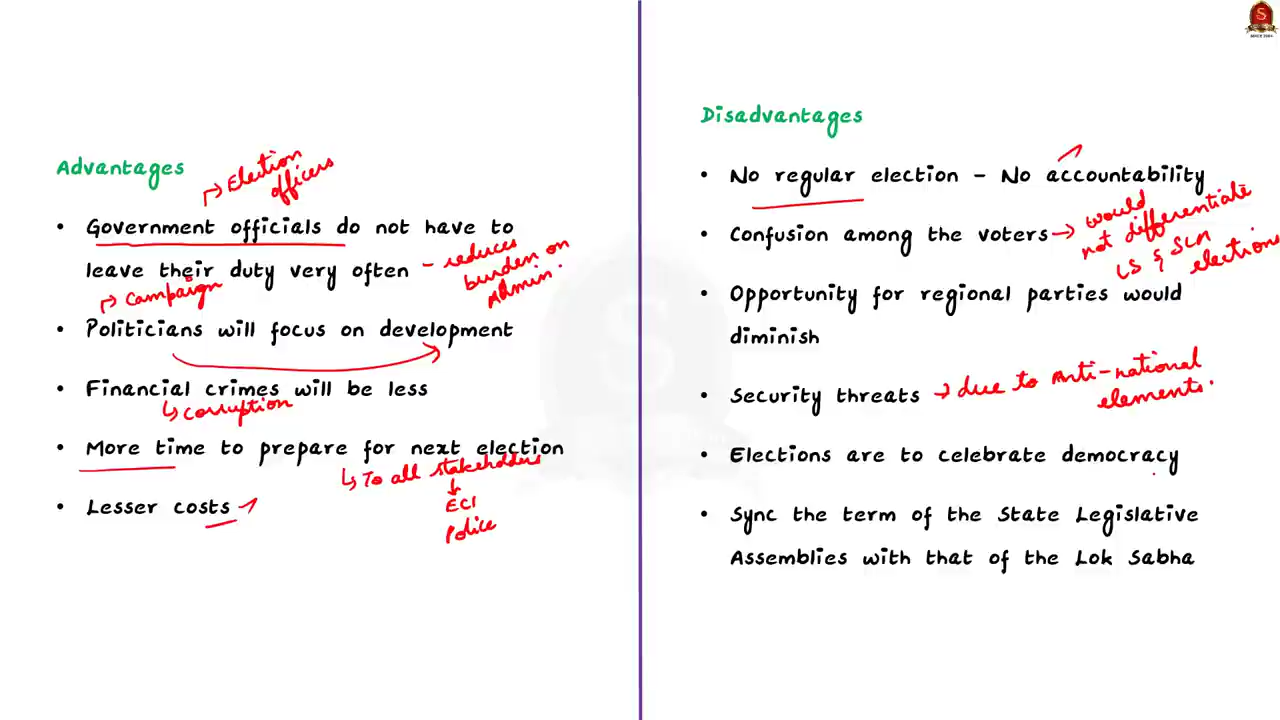 Advantages
Election
officers
• Government officials do not have to
leave their duty very often - reduces
burden on
Admin.
Campaign
• Politicians will focus on development
• Financial crimes will be less
Corruption
• More time to prepare for next election
To all stakeholders
ECI
Police
• Lesser costs
S
SINCE 2004
Disadvantages
• No regular election - No accountability
• Confusion among the voters → would
not differentiate
LS & SLA
elections
• Opportunity for regional parties would
diminish
• Security threats → due to Anti-national
elements.
• Elections are to celebrate democracy
• Sync the term of the State Legislative
Assemblies with that of the Lok Sabha